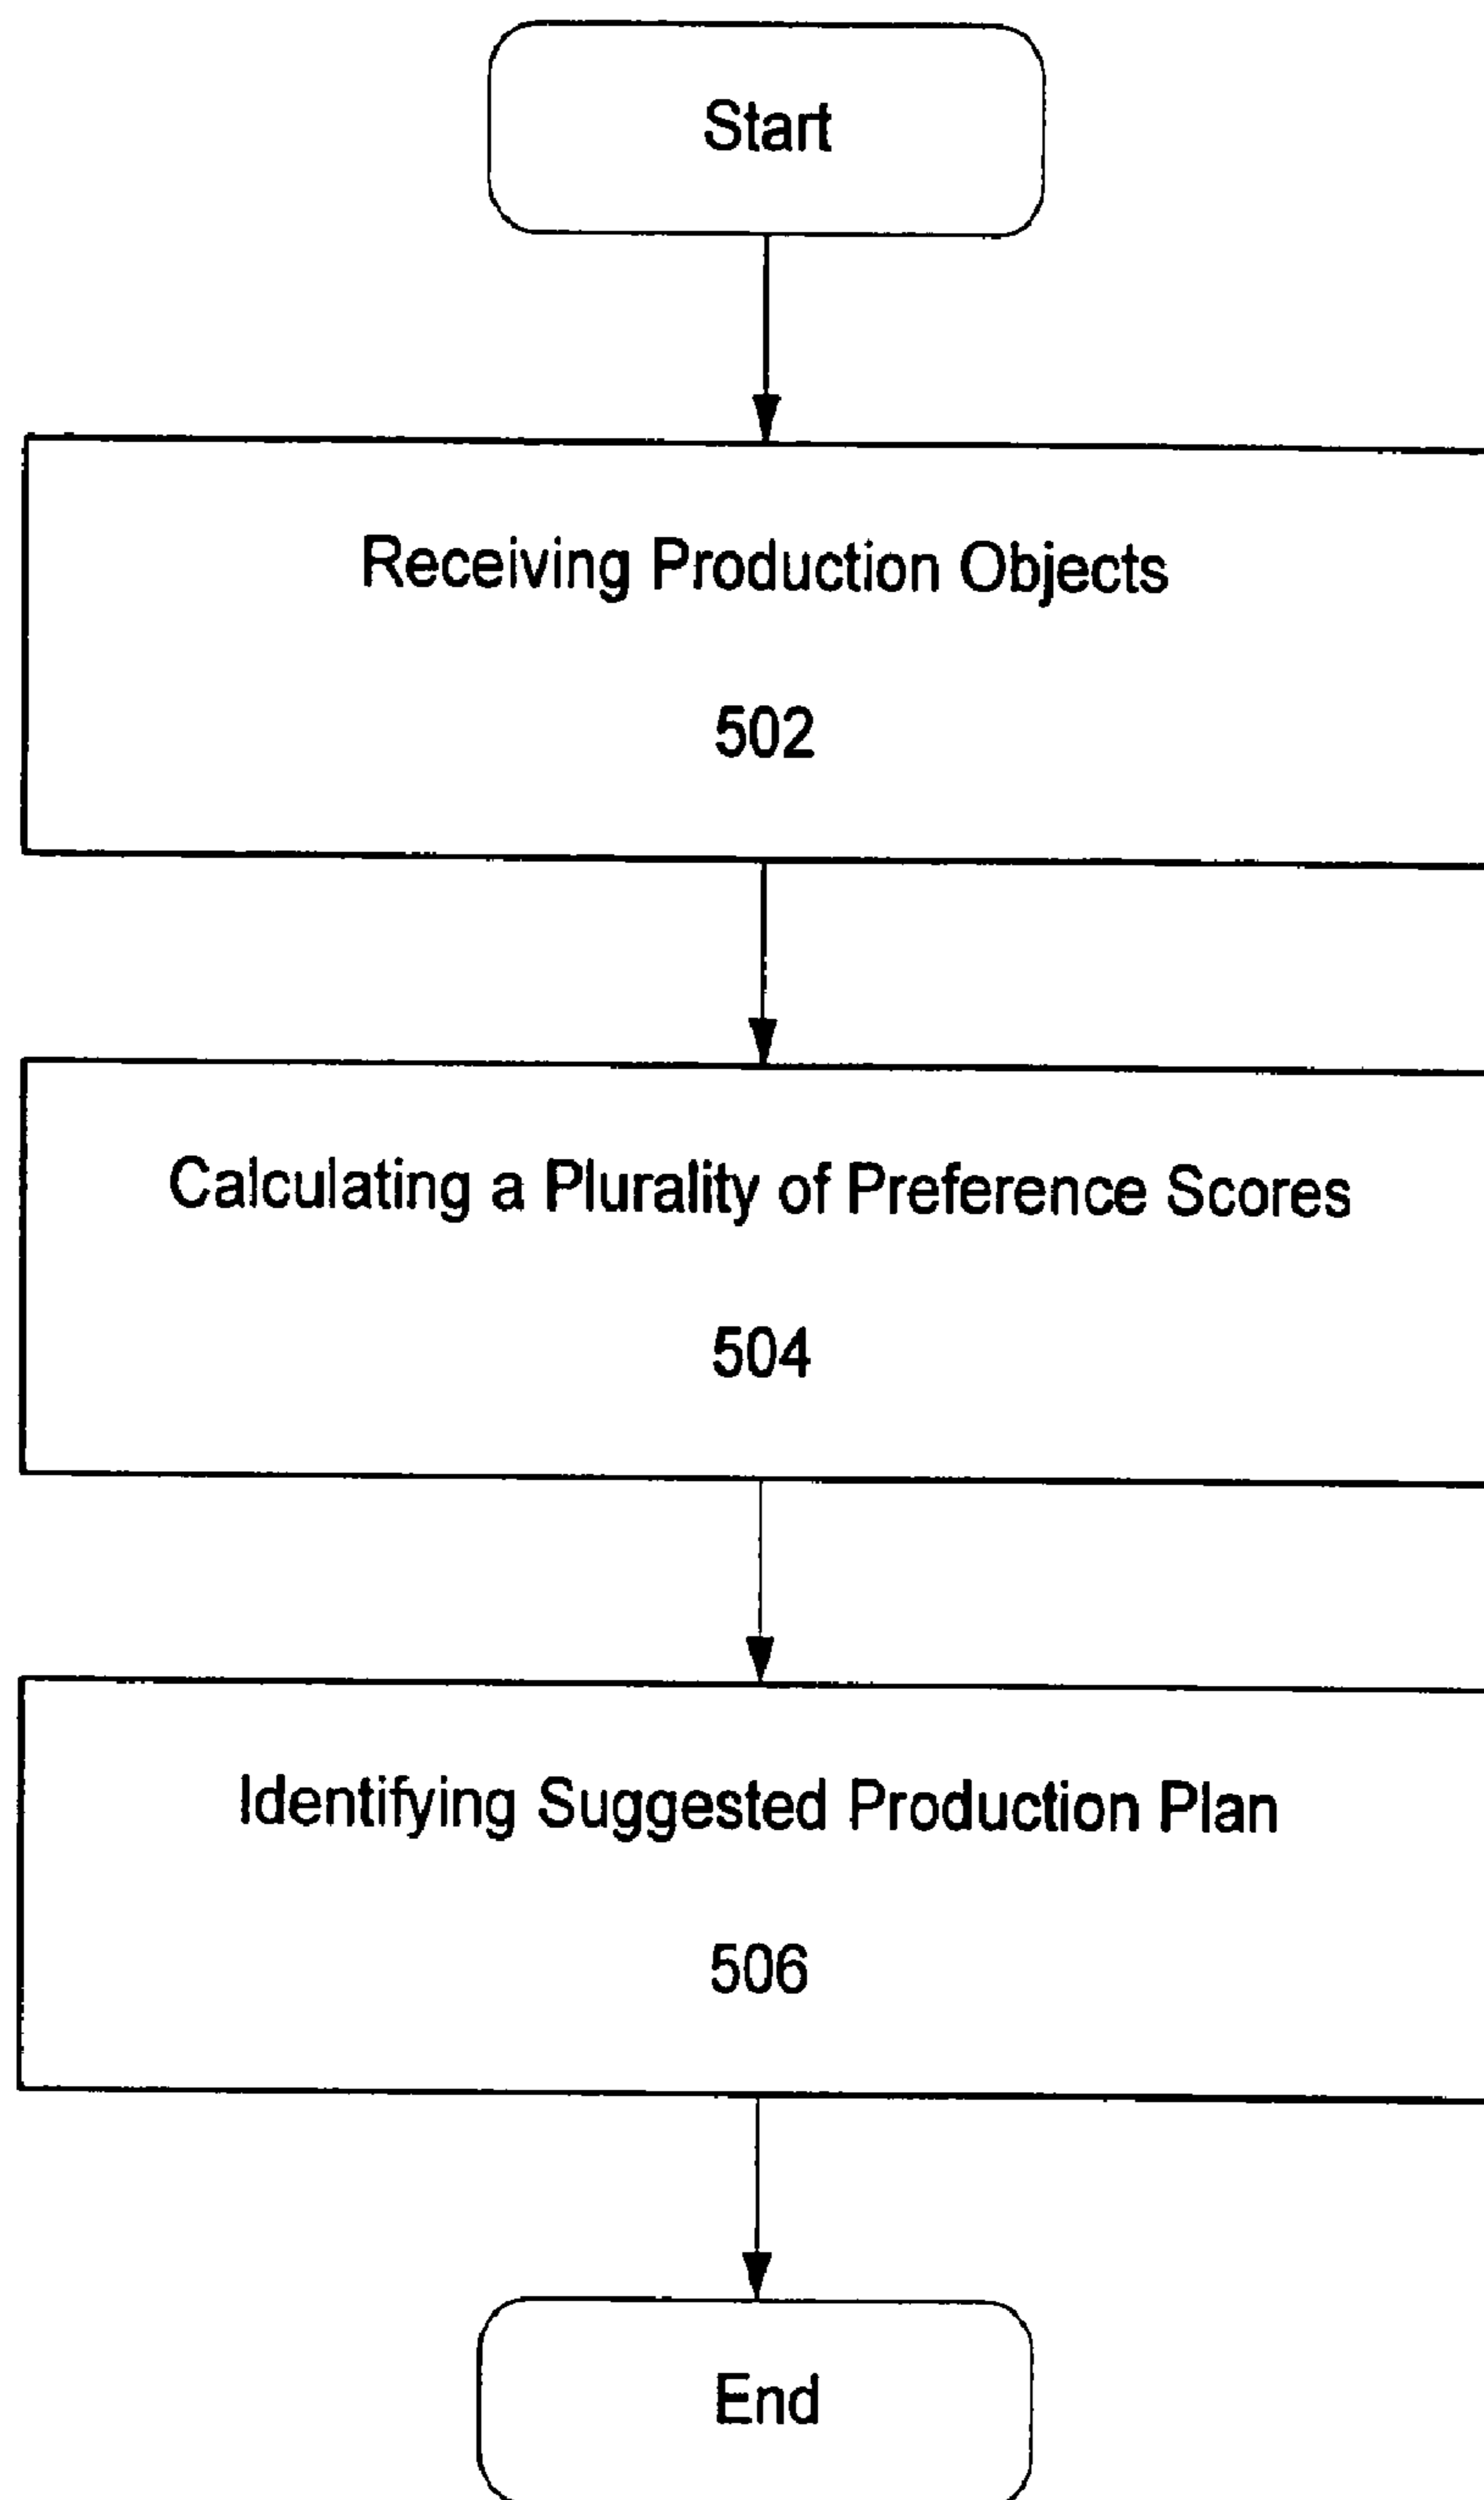 Start
Receiving Production Objects
502
Calculating a Plurality of Preference Scores
504
Identifying Suggested Production Plan
506
End